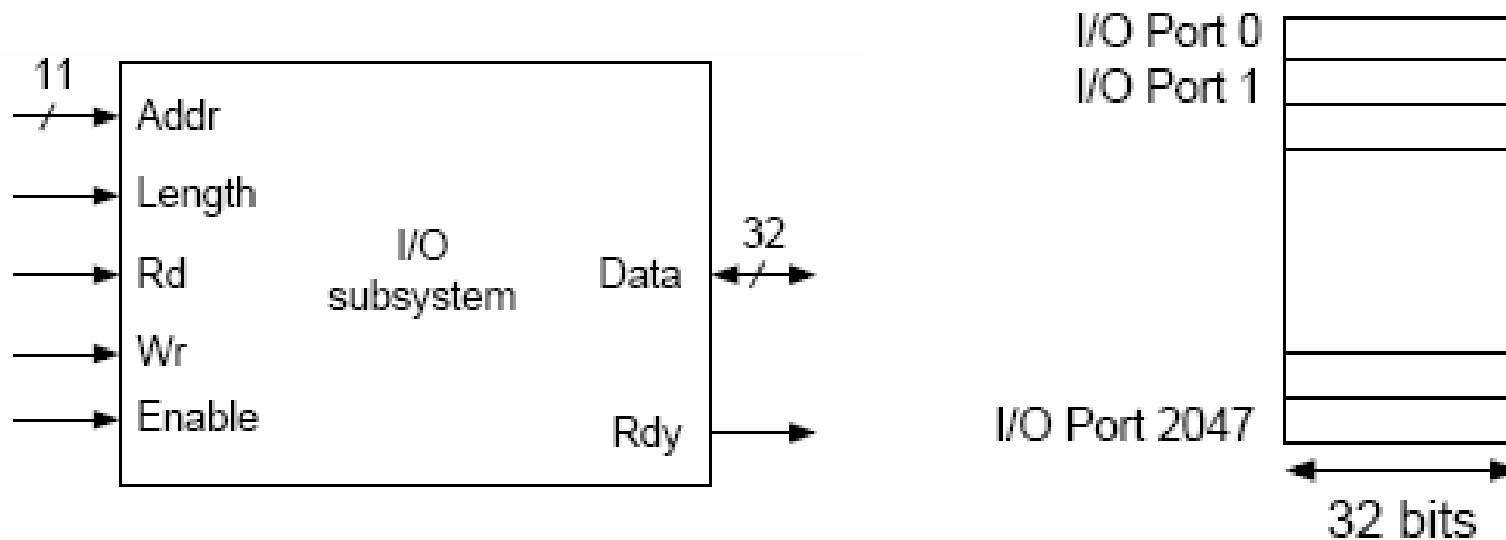 11
Addr
Length
Rd
Wr
Enable
I/O
subsystem
32
Data
Rdy
I/O Port 0
I/O Port 1
I/O Port 2047
32 bits